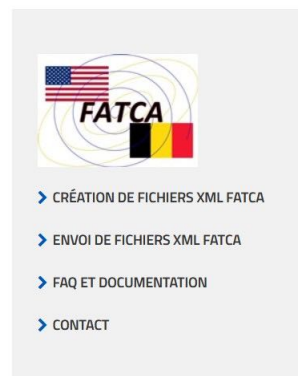 FATCA
CRÉATION DE FICHIERS XML FATCA
ENVOI DE FICHIERS XML FATCA
FAQ ET DOCUMENTATION
CONTACT